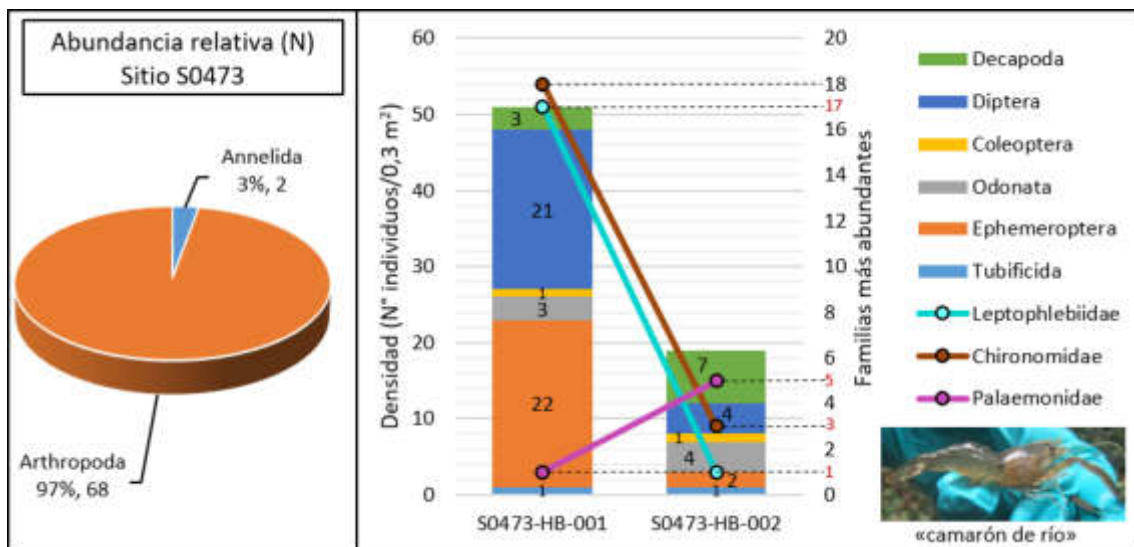 Abundancia relativa (N)
Sitio S0473
Annelida
3%, 2
Arthropoda
97%, 68
Densidad (N° individuos/0,3 m²)
60
50
40
30
20
10
0
3
21
1
3
22
1
7
4
1
4
2
1
S0473-HB-001
S0473-HB-002
20
18
17
16
14
12
10
8
6
5
4
3
2
1
0
Familias más abundantes
Decapoda
Diptera
Coleoptera
Odonata
Ephemeroptera
Tubificida
Leptophlebiidae
Chironomidae
Palaemonidae
«camarón de río»